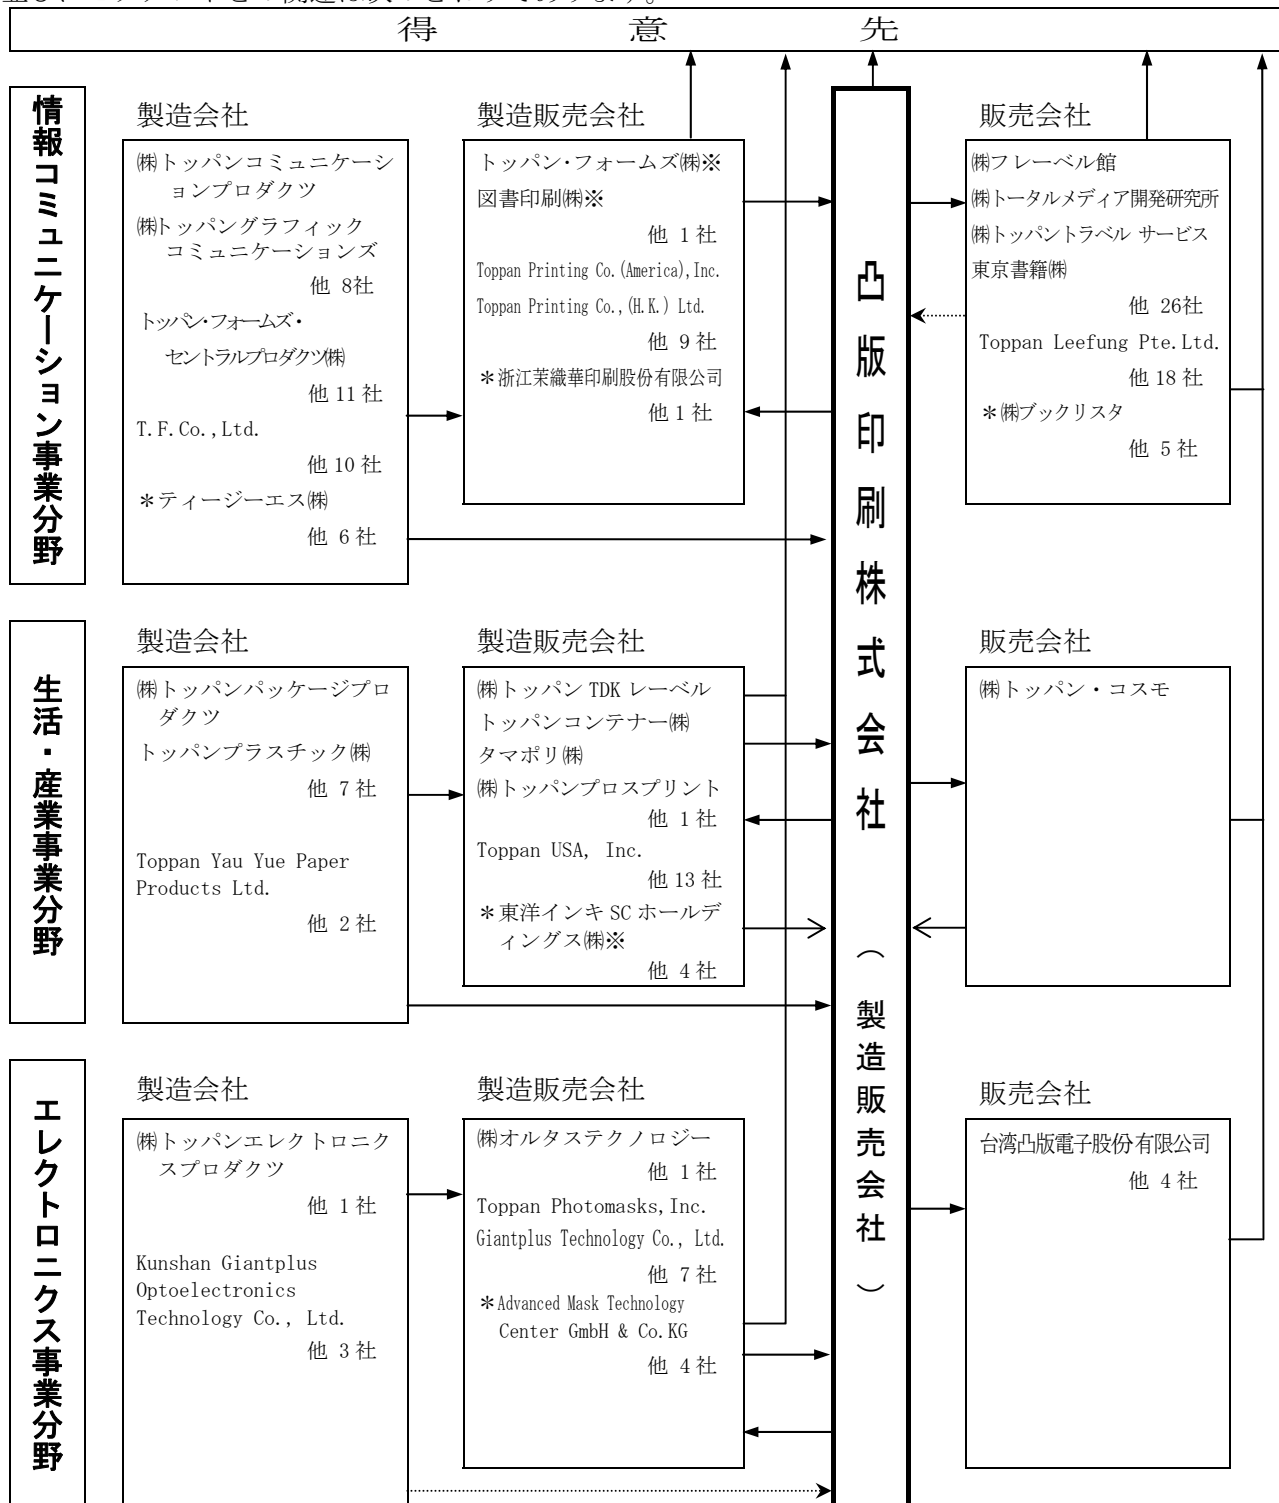 得意先
情報コミュニケーション事業分野
製造会社
㈱トッパンコミュニケーシ
ョンプロダクツ
㈱トッパングラフィック
コミュニケーションズ
他 8社
トッパン・フォームズ・
セントラルプロダクツ㈱
他 11 社
T.F.Co.,Ltd.
他 10 社
＊ティージーエス㈱
他 6 社
製造販売会社
トッパン・フォームズ㈱※
図書印刷㈱※
他 1 社
Toppan Printing Co.(America),Inc.
Toppan Printing Co.,(H.K.) Ltd.
他 9 社
＊浙江茉織華印刷股份有限公司
他 1 社
凸版印刷株式会社
（製造販売会社）
販売会社
㈱フレーベル館
㈱トータルメディア開発研究所
㈱トッパントラベル サービス
東京書籍㈱
他 26社
Toppan Leefung Pte.Ltd.
他 18 社
＊㈱ブックリスタ
他 5 社
生活・産業事業分野
製造会社
㈱トッパンパッケージプロ
ダクツ
トッパンプラスチック㈱
他 7 社
Toppan Yau Yue Paper
Products Ltd.
他 2 社
製造販売会社
㈱トッパン TDK レーベル
トッパンコンテナー㈱
タマポリ㈱
㈱トッパンプロスプリント
他 1 社
Toppan USA, Inc.
他 13 社
＊東洋インキ SC ホールデ
ィングス㈱※
他 4 社
販売会社
㈱トッパン・コスモ
エレクトロニクス事業分野
製造会社
㈱トッパンエレクトロニク
スプロダクツ
他 1 社
Kunshan Giantplus
Optoelectronics
Technology Co., Ltd.
他 3 社
製造販売会社
㈱オルタステクノロジー
他 1 社
Toppan Photomasks,Inc.
Giantplus Technology Co., Ltd.
他 7 社
＊Advanced Mask Technology
Center GmbH & Co.KG
他 4 社
販売会社
台湾凸版電子股份有限公司
他 4 社